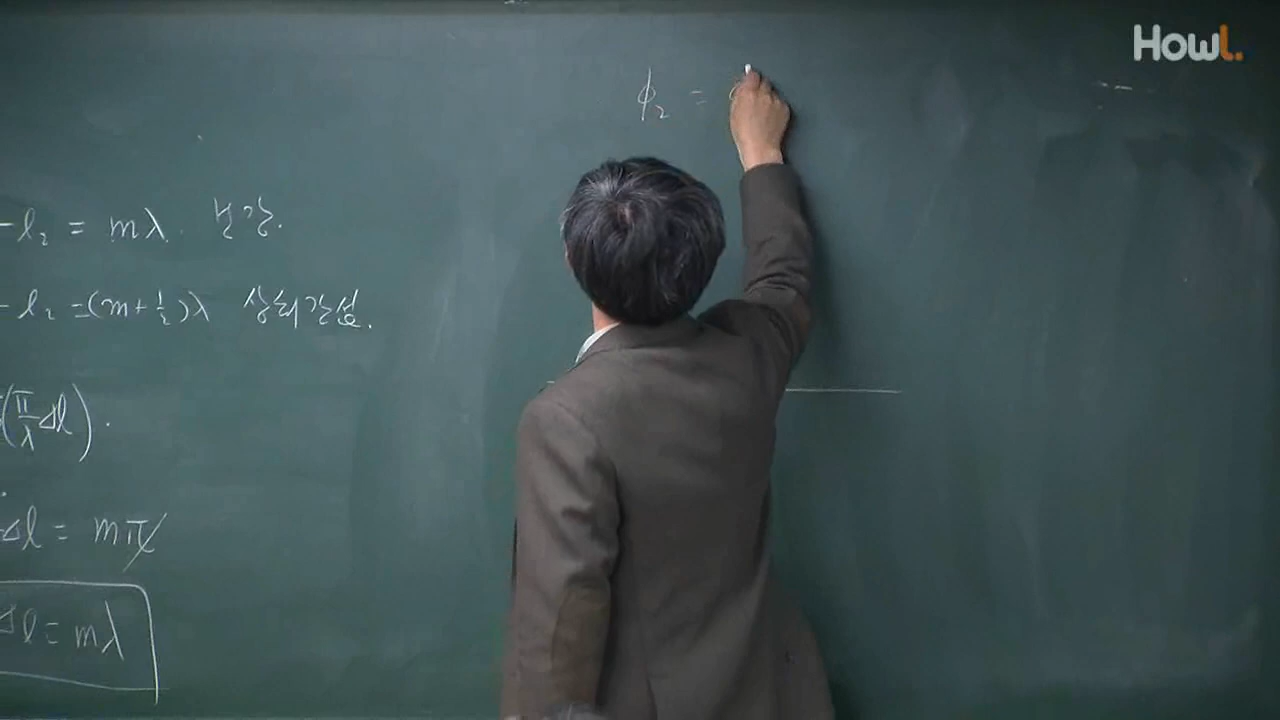 HowL.
ϕ₂ =
-l₂ = mλ. 보강.
-l₂ = (m+½)λ 상쇄간섭.
(π/λ Δl).
Δl = mπ
Δl = mλ